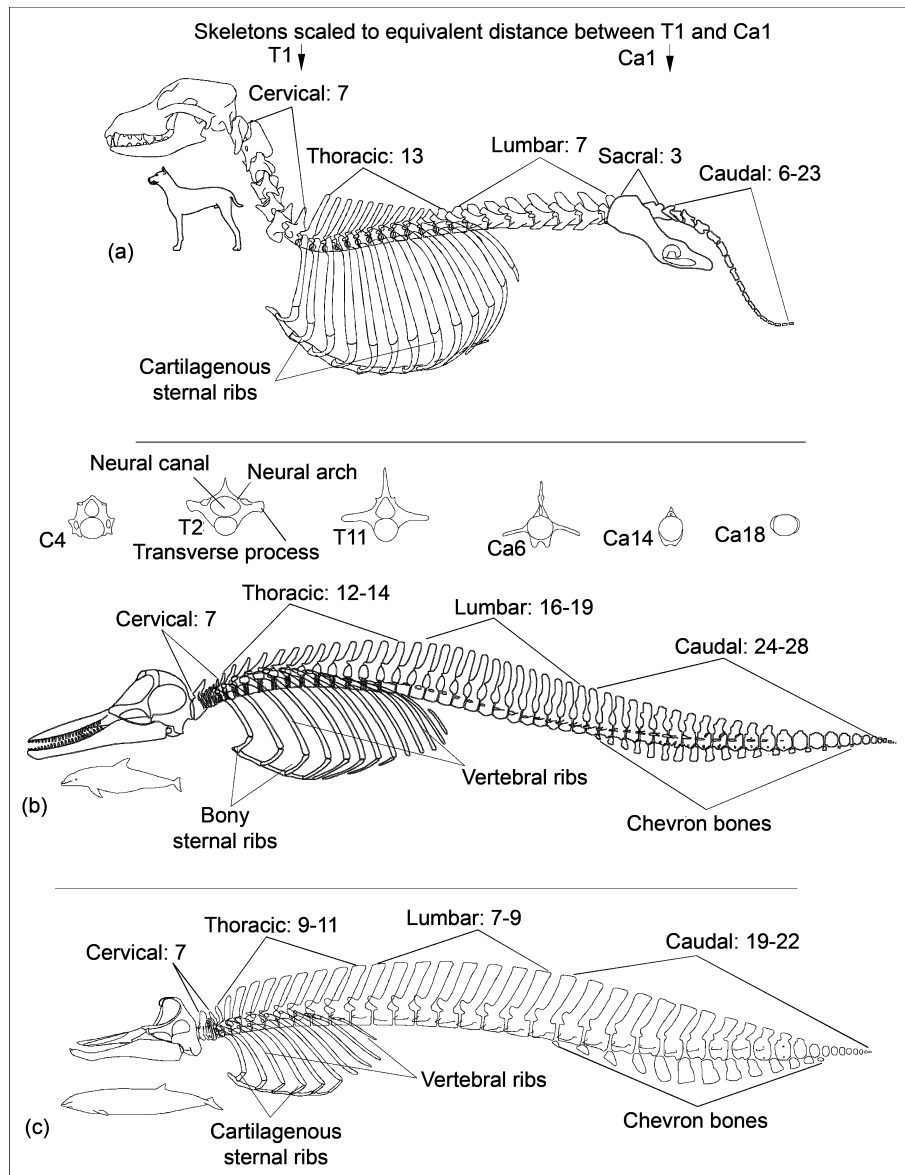 Skeletons scaled to equivalent distance between T1 and Ca1
T1
Ca1
Cervical: 7
Thoracic: 13
Lumbar: 7
Sacral: 3
Caudal: 6-23
(a)
Cartilagenous
sternal ribs
Neural canal
Neural arch
C4
T2
Transverse process
T11
Ca6
Ca14
Ca18
Thoracic: 12-14
Cervical: 7
Lumbar: 16-19
Caudal: 24-28
Vertebral ribs
(b)
Bony
sternal ribs
Chevron bones
Thoracic: 9-11
Lumbar: 7-9
Cervical: 7
Caudal: 19-22
Vertebral ribs
Chevron bones
(c)
Cartilagenous
sternal ribs